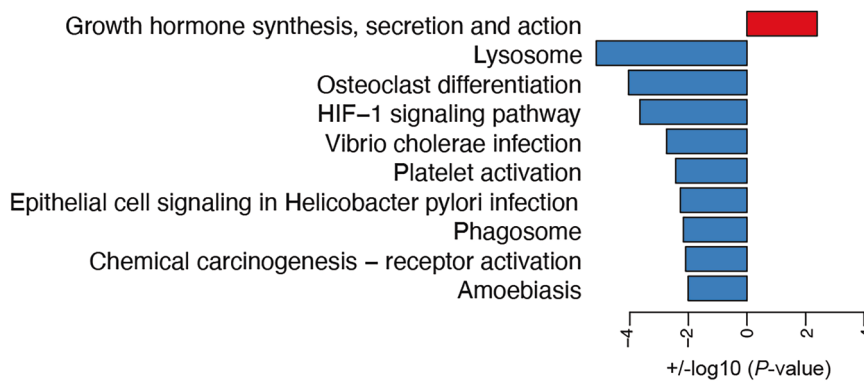 Growth hormone synthesis, secretion and action
Lysosome
Osteoclast differentiation
HIF−1 signaling pathway
Vibrio cholerae infection
Platelet activation
Epithelial cell signaling in Helicobacter pylori infection
Phagosome
Chemical carcinogenesis − receptor activation
Amoebiasis
−4 −2 0 2 4
+/-log10 (P-value)